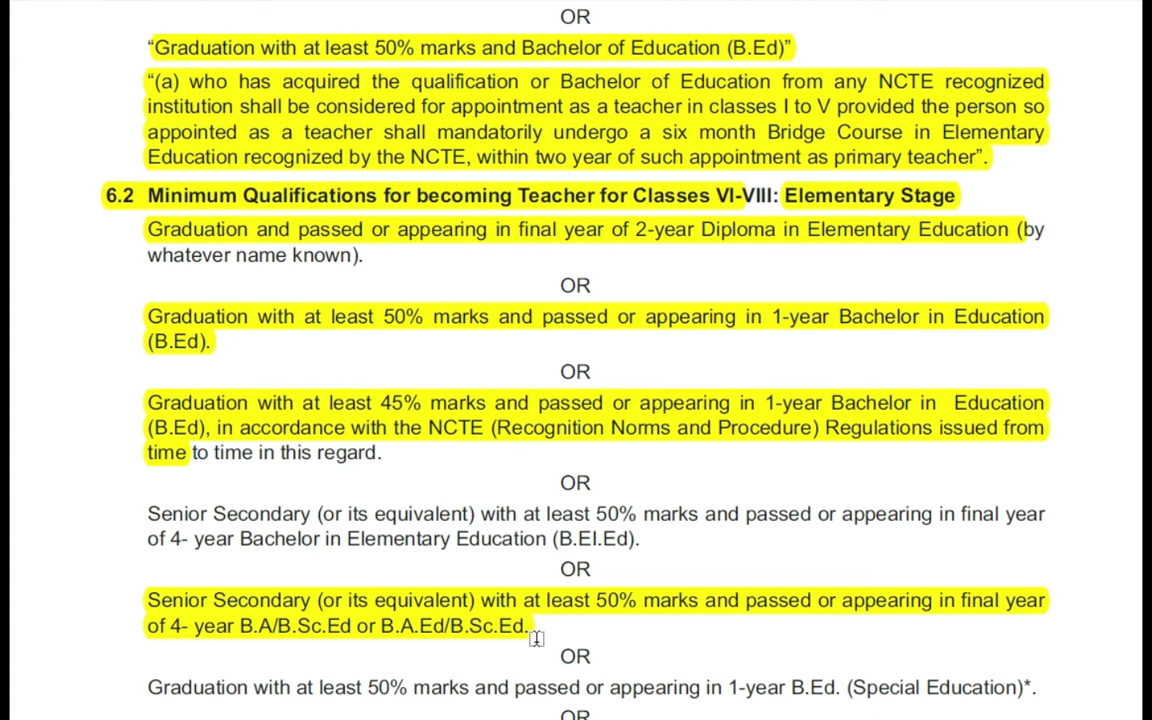 OR
“Graduation with at least 50% marks and Bachelor of Education (B.Ed)”
“(a) who has acquired the qualification or Bachelor of Education from any NCTE recognized
institution shall be considered for appointment as a teacher in classes I to V provided the person so
appointed as a teacher shall mandatorily undergo a six month Bridge Course in Elementary
Education recognized by the NCTE, within two year of such appointment as primary teacher”.
6.2 Minimum Qualifications for becoming Teacher for Classes VI-VIII: Elementary Stage
Graduation and passed or appearing in final year of 2-year Diploma in Elementary Education (by
whatever name known).
OR
Graduation with at least 50% marks and passed or appearing in 1-year Bachelor in Education
(B.Ed).
OR
Graduation with at least 45% marks and passed or appearing in 1-year Bachelor in Education
(B.Ed), in accordance with the NCTE (Recognition Norms and Procedure) Regulations issued from
time to time in this regard.
OR
Senior Secondary (or its equivalent) with at least 50% marks and passed or appearing in final year
of 4- year Bachelor in Elementary Education (B.El.Ed).
OR
Senior Secondary (or its equivalent) with at least 50% marks and passed or appearing in final year
of 4- year B.A/B.Sc.Ed or B.A.Ed/B.Sc.Ed.
OR
Graduation with at least 50% marks and passed or appearing in 1-year B.Ed. (Special Education)*.
OR